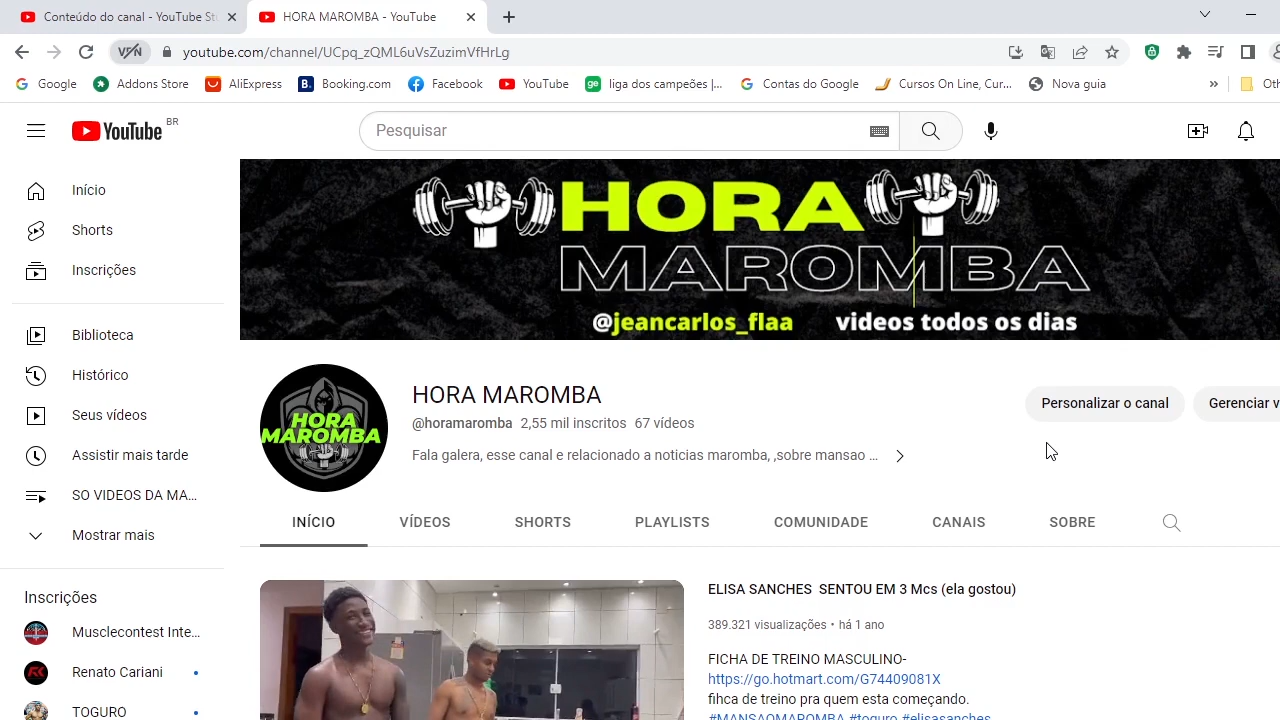 Conteúdo do canal - YouTube St
HORA MAROMBA - YouTube
VPN
youtube.com/channel/UCpq_zQML6uVsZuzimVfHrLg
Google
Addons Store
AliExpress
Booking.com
Facebook
YouTube
liga dos campeões |...
Contas do Google
Cursos On Line, Cur...
Nova guia
»
Oth
YouTube BR
Pesquisar
Início
Shorts
Inscrições
Biblioteca
Histórico
Seus vídeos
Assistir mais tarde
SO VIDEOS DA MA...
Mostrar mais
Inscrições
Musclecontest Inte...
Renato Cariani
TOGURO
HORA
MAROMBA
@jeancarlos_flaa videos todos os dias
HORA
MAROMBA
HORA MAROMBA
@horamaromba 2,55 mil inscritos 67 vídeos
Fala galera, esse canal e relacionado a noticias maromba, ,sobre mansao ...
Personalizar o canal
Gerenciar v
INÍCIO VÍDEOS SHORTS PLAYLISTS COMUNIDADE CANAIS SOBRE
ELISA SANCHES SENTOU EM 3 Mcs (ela gostou)
389.321 visualizações • há 1 ano
FICHA DE TREINO MASCULINO-
https://go.hotmart.com/G74409081X
fihca de treino pra quem esta começando.
#MANSAOMAROMBA #toguro #elisasanches